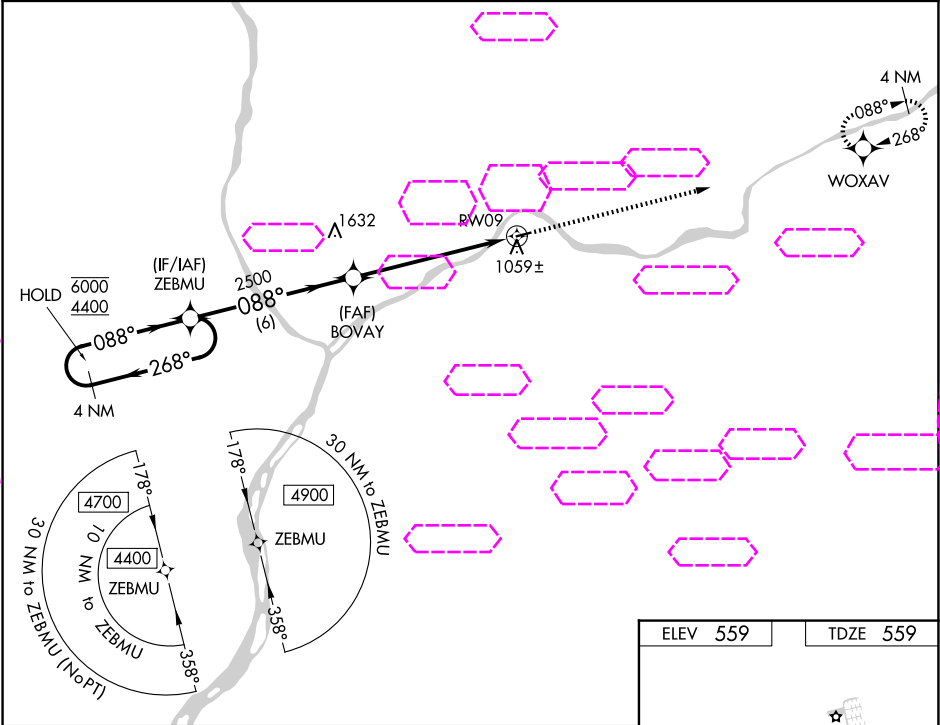 4 NM
088°
268°
WOXAV
1632
RW09
1059±
(IF/IAF)
ZEBMU
2500
088°
(6)
(FAF)
BOVAY
HOLD
6000
4400
088°
268°
4 NM
178°
4700
10 NM to ZEBMU
4400
ZEBMU
358°
30 NM to ZEBMU (NoPT)
178°
30 NM to ZEBMU
4900
ZEBMU
358°
ELEV 559
TDZE 559